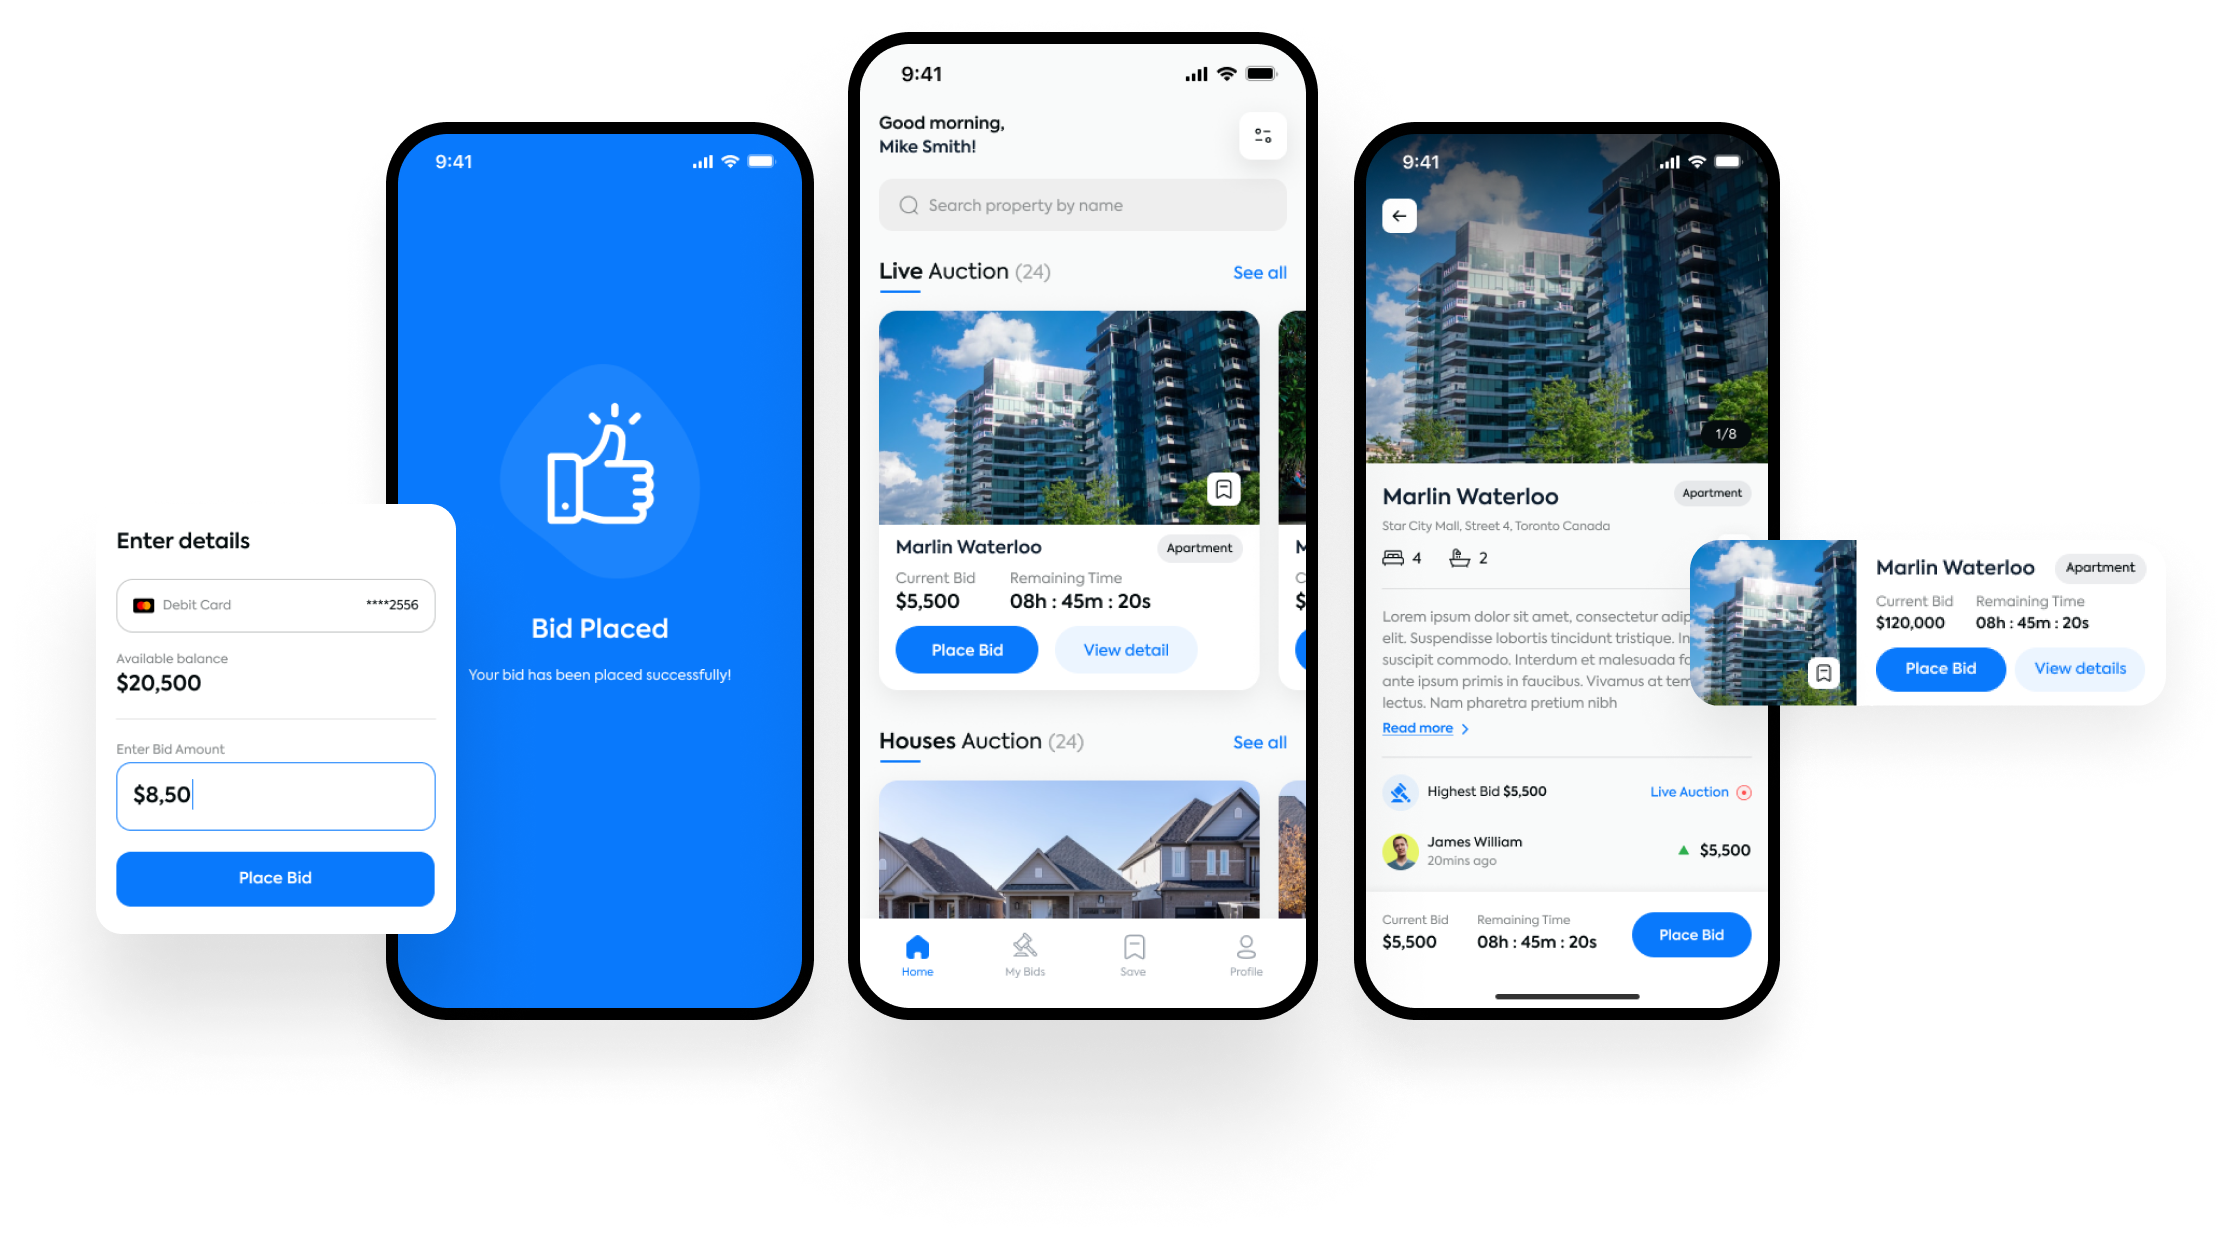 Enter details
Debit Card ****2556
Available balance
$20,500
Enter Bid Amount
$8,50
Place Bid
9:41
Bid Placed
Your bid has been placed successfully!
9:41
Good morning,
Mike Smith!
Search property by name
Live Auction (24) See all
Marlin Waterloo Apartment
Current Bid Remaining Time
$5,500 08h : 45m : 20s
Place Bid View detail
M
C
$
Houses Auction (24) See all
Home My Bids Save Profile
9:41
1/8
Marlin Waterloo Apartment
Star City Mall, Street 4, Toronto Canada
4 2
Lorem ipsum dolor sit amet, consectetur adip
elit. Suspendisse lobortis tincidunt tristique. In
suscipit commodo. Interdum et malesuada fa
ante ipsum primis in faucibus. Vivamus at tem
lectus. Nam pharetra pretium nibh
Read more
Highest Bid $5,500 Live Auction
James William
20mins ago
$5,500
Current Bid Remaining Time
$5,500 08h : 45m : 20s
Place Bid
Marlin Waterloo Apartment
Current Bid Remaining Time
$120,000 08h : 45m : 20s
Place Bid View details